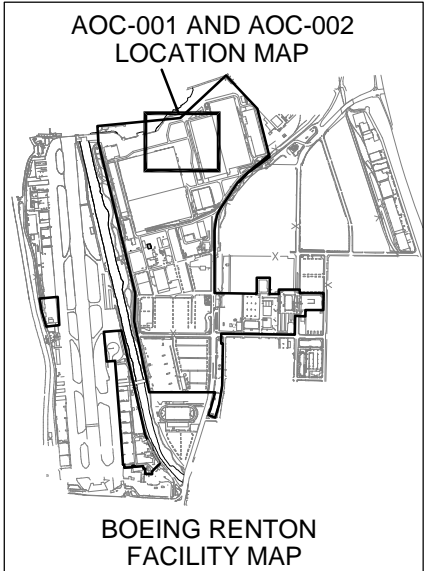 AOC-001 AND AOC-002
LOCATION MAP
BOEING RENTON
FACILITY MAP